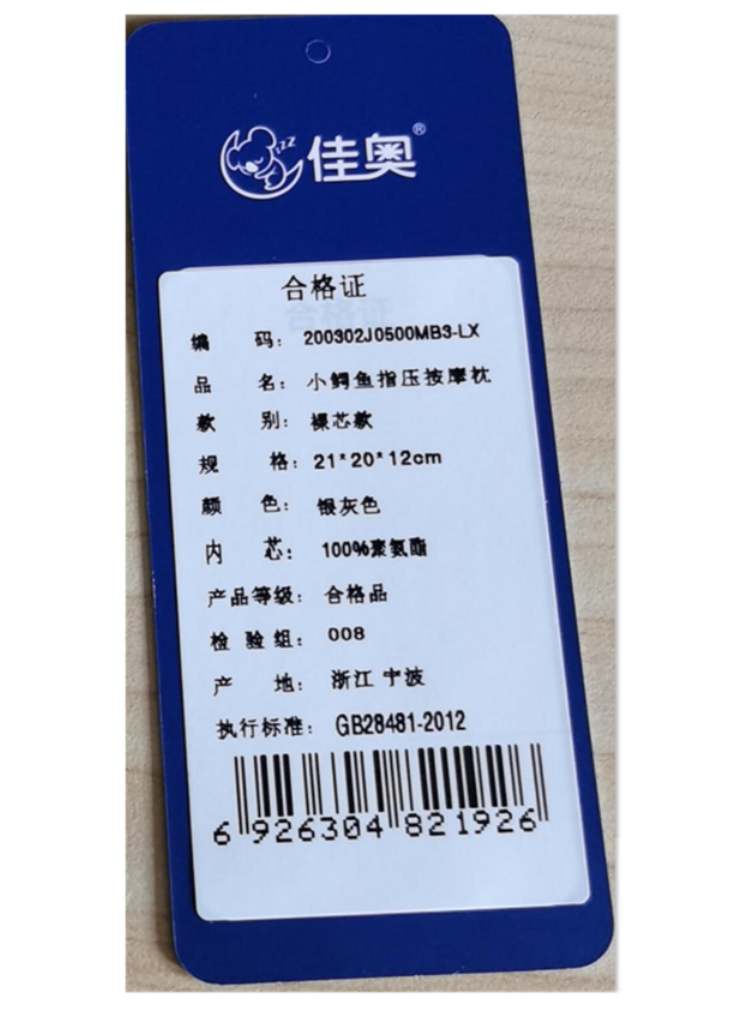 zzz
佳奥®
合格证
编 码: 200302J0500MB3-LX
品 名: 小鳄鱼指压按摩枕
款 别: 裸芯款
规 格: 21*20*12cm
颜 色: 银灰色
内 芯: 100%聚氨酯
产品等级: 合格品
检 验 组: 008
产 地: 浙江 宁波
执行标准: GB28481-2012
6 926304 821926